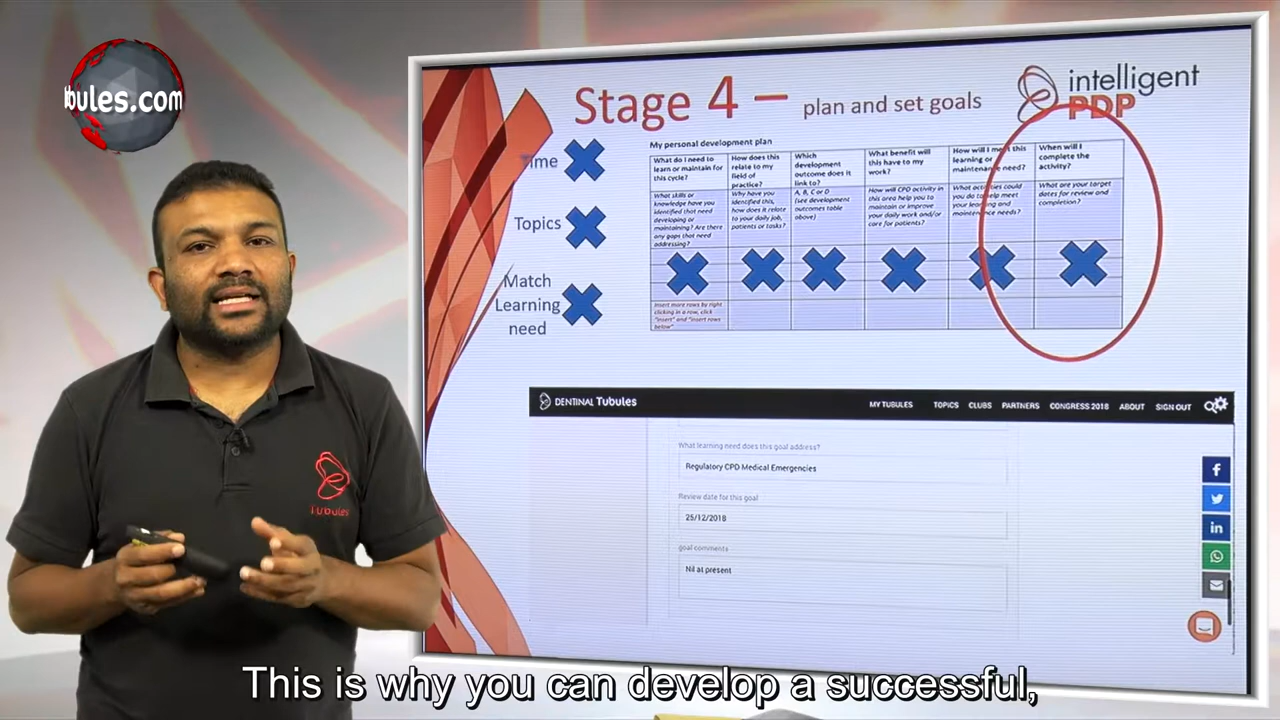 bules.com
Stage 4 – plan and set goals
intelligent
PDP
Time
Topics
Match
Learning
need
My personal development plan
What do I need to
learn or maintain for
this cycle?
How does this
relate to my
field of
practice?
Which
development
outcome does it
link to?
What benefit will
this have to my
work?
How will I meet this
learning or
maintenance need?
When will I
complete the
activity?
What skills or
knowledge have you
identified that need
developing or
maintaining? Are there
any gaps that need
addressing?
Why have you
identified this,
how does it relate
to your daily job,
patients or tasks?
A, B, C or D
(see development
outcomes table
above)
How will CPD activity in
this area help you to
maintain or improve
your daily work and/or
care for patients?
What activities could
you do to help meet
your learning and
maintenance needs?
What are your target
dates for review and
completion?
Insert more rows by right
clicking in a row, click
"insert" and "insert rows
below"
DENTINAL Tubules
MY TUBULES TOPICS CLUBS PARTNERS CONGRESS 2018 ABOUT SIGN OUT
What learning need does this goal address?
Regulatory CPD Medical Emergencies
Review date for this goal
25/12/2018
goal comments
Nil at present
Tubules
This is why you can develop a successful,